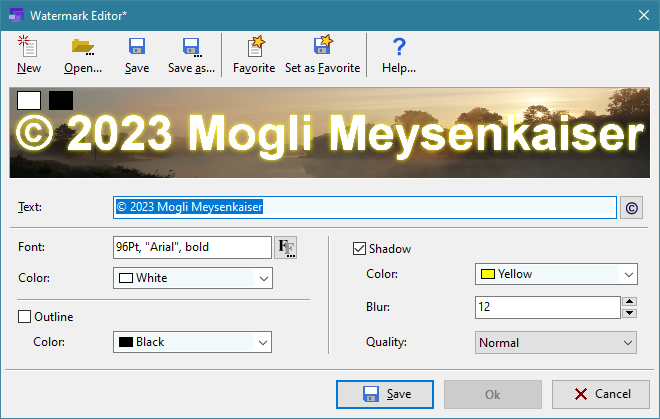 Watermark Editor*
New Open... Save Save as... Favorite Set as Favorite Help...
© 2023 Mogli Meysenkaiser
Text: © 2023 Mogli Meysenkaiser ©
Font: 96Pt, "Arial", bold
Color: White
Outline
Color: Black
Shadow
Color: Yellow
Blur: 12
Quality: Normal
Save Ok Cancel